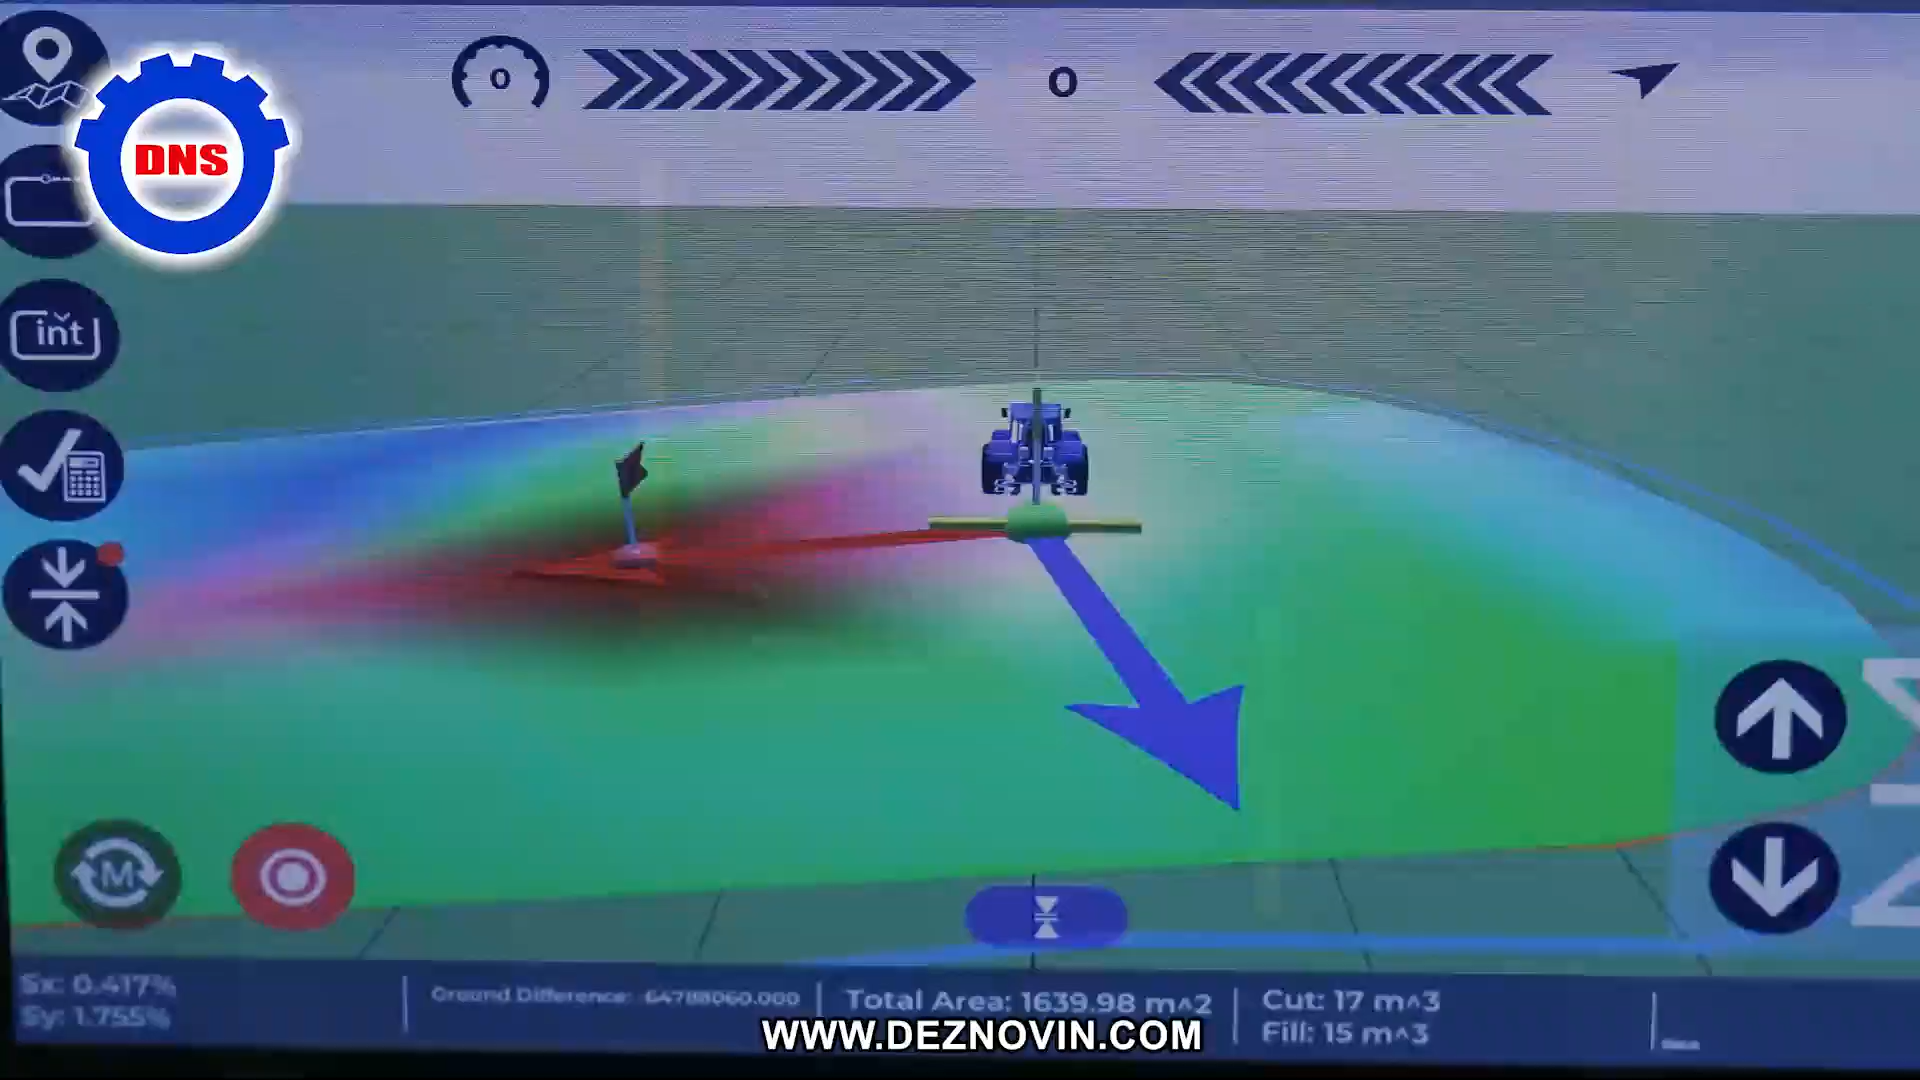 0
0
DNS
int
M
Sx: 0.417%
Sy: 1.755%
Ground Difference: -64788060.000
Total Area: 1639.98 m^2
Cut: 17 m^3
Fill: 15 m^3
WWW.DEZNOVIN.COM